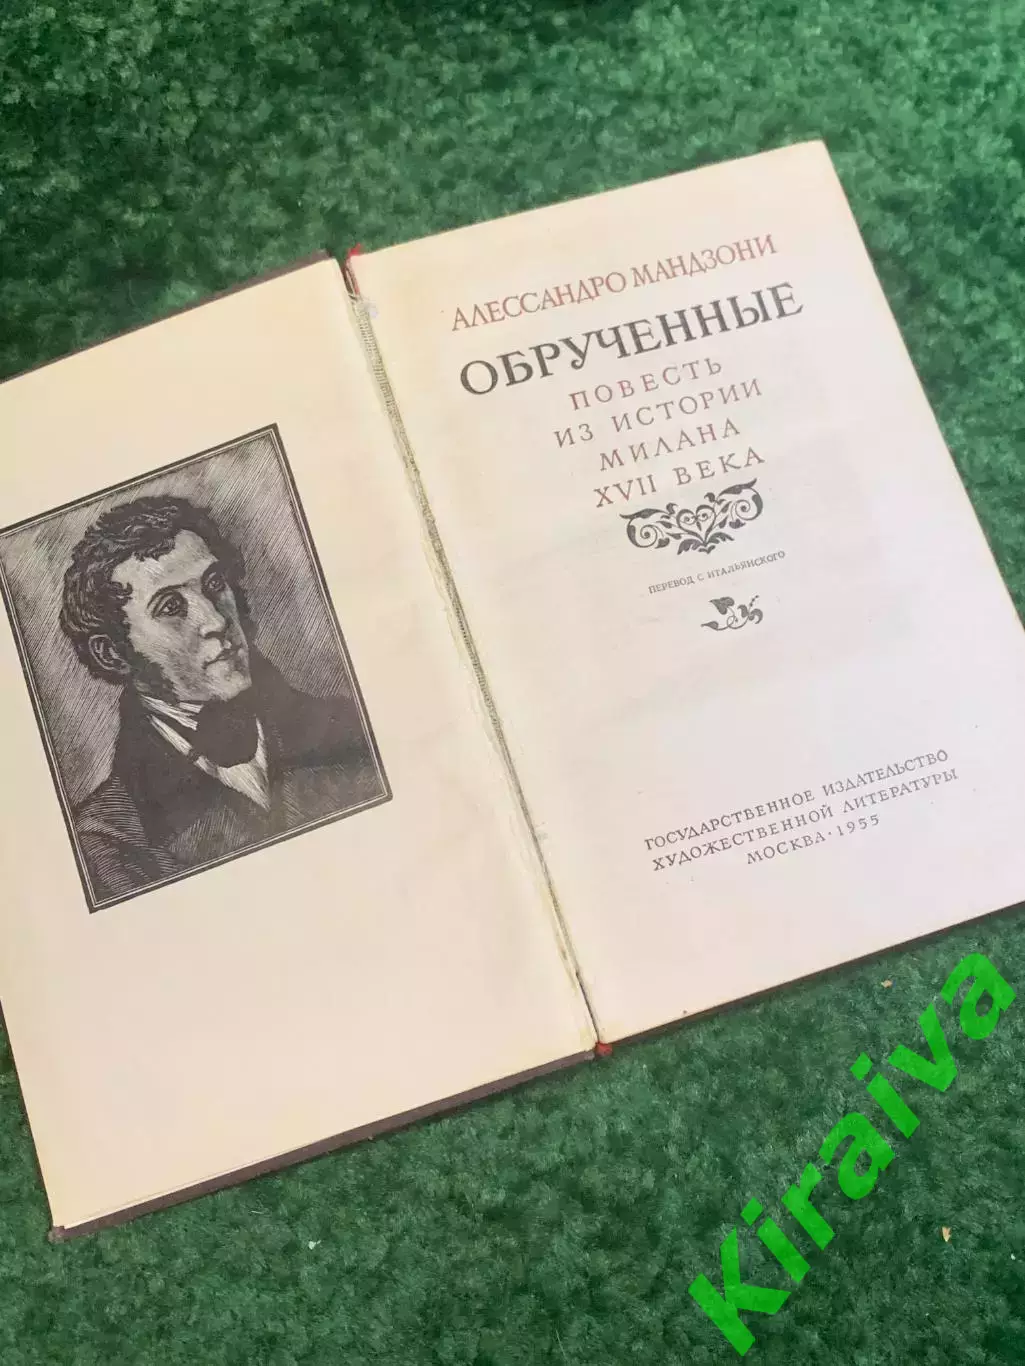 АЛЕССАНДРО МАНДЗОНИ
ОБРУЧЕННЫЕ
ПОВЕСТЬ
ИЗ ИСТОРИИ
МИЛАНА
XVII ВЕКА
ПЕРЕВОД С ИТАЛЬЯНСКОГО
ГОСУДАРСТВЕННОЕ ИЗДАТЕЛЬСТВО
ХУДОЖЕСТВЕННОЙ ЛИТЕРАТУРЫ
МОСКВА · 1955
Kiraiva